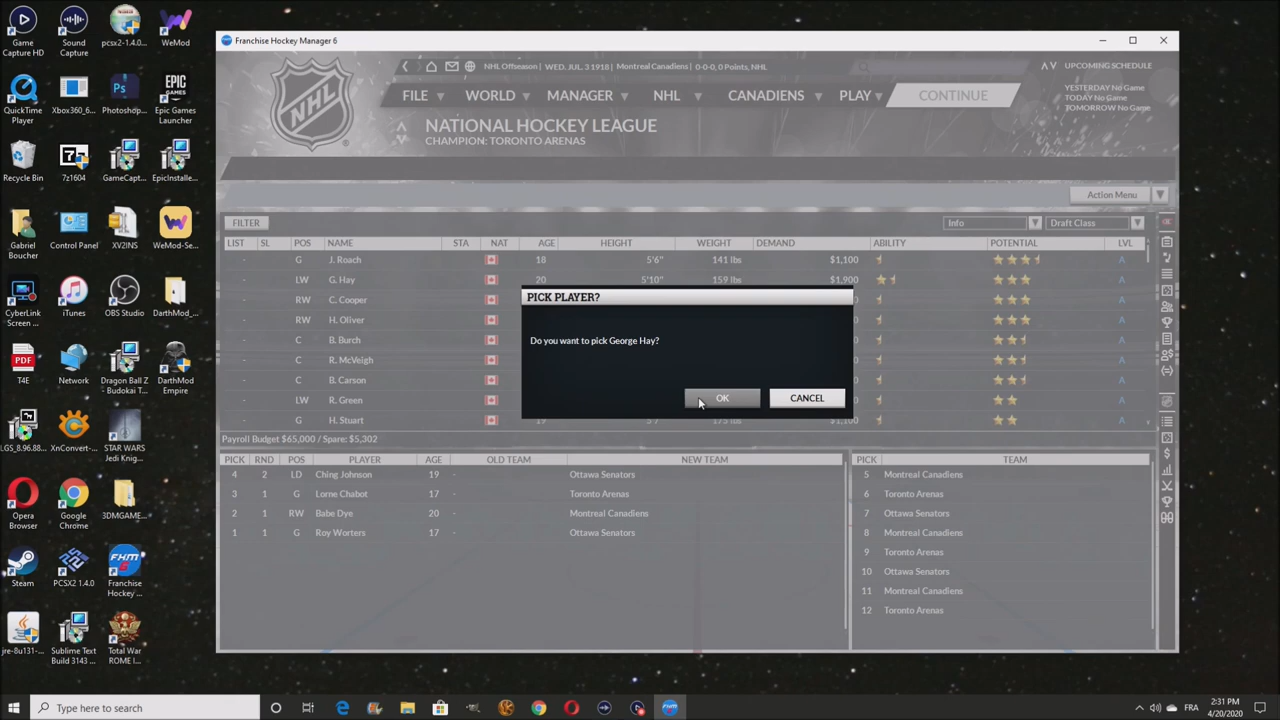 Game Capture HD
Sound Capture
pcsx2-1.4.0...
WeMod
QuickTime Player
Xbox360_6...
Photoshop...
Epic Games Launcher
EPIC GAMES
Recycle Bin
7z1604
GameCapt...
EpicInstalle...
Gabriel Boucher
Control Panel
XV2INS
WeMod-Se...
CyberLink Screen ...
iTunes
OBS Studio
DarthMod_...
T4E
Network
Dragon Ball Z - Budokai T...
DarthMod Empire
LGS_8.96.88...
XnConvert-...
STAR WARS Jedi Knig...
Opera Browser
Google Chrome
3DMGAME...
Steam
PCSX2 1.4.0
Franchise Hockey ...
jre-8u131-...
Sublime Text Build 3143 ...
Total War ROME I...
Franchise Hockey Manager 6
NHL Offseason | WED. JUL. 3 1918 | Montreal Canadiens | 0-0-0, 0 Points, NHL
UPCOMING SCHEDULE
YESTERDAY No Game
TODAY No Game
TOMORROW No Game
FILE WORLD MANAGER NHL CANADIENS PLAY CONTINUE
NHL
NATIONAL HOCKEY LEAGUE
CHAMPION: TORONTO ARENAS
Action Menu
FILTER Info Draft Class
LIST SL POS NAME STA NAT AGE HEIGHT WEIGHT DEMAND ABILITY POTENTIAL LVL
- G J. Roach 18 5'6" 141 lbs $1,100 A
- LW G. Hay 20 5'10" 159 lbs $1,900 A
- RW C. Cooper A
- RW H. Oliver A
- C B. Burch A
- C R. McVeigh A
- C B. Carson A
- LW R. Green A
- G H. Stuart A
PICK PLAYER?
Do you want to pick George Hay?
OK CANCEL
Payroll Budget $65,000 / Spare: $5,302
PICK RND POS PLAYER AGE OLD TEAM NEW TEAM
4 2 LD Ching Johnson 19 - Ottawa Senators
3 1 G Lorne Chabot 17 - Toronto Arenas
2 1 RW Babe Dye 20 - Montreal Canadiens
1 1 G Roy Worters 17 - Ottawa Senators
PICK TEAM
5 Montreal Canadiens
6 Toronto Arenas
7 Ottawa Senators
8 Montreal Canadiens
9 Toronto Arenas
10 Ottawa Senators
11 Montreal Canadiens
12 Toronto Arenas
Type here to search
FRA
2:31 PM
4/20/2020